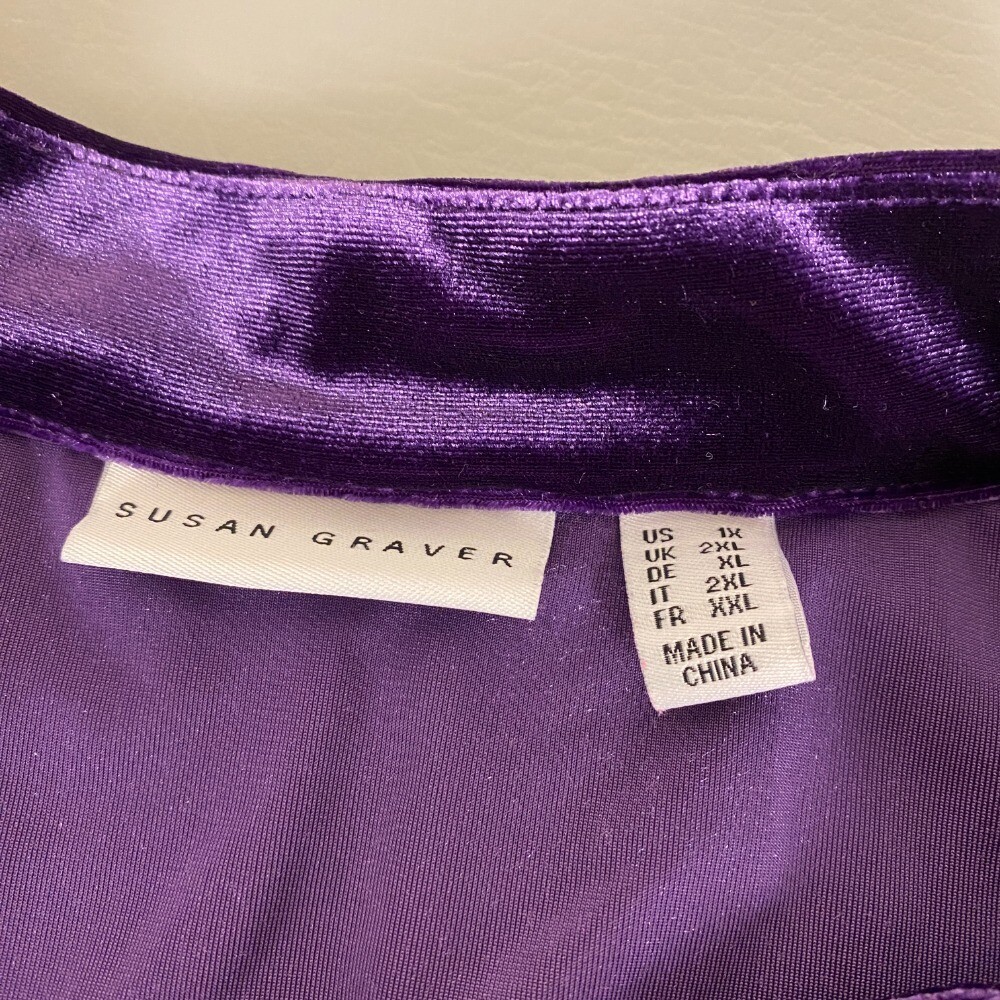 SUSAN GRAVER
US 1X
UK 2XL
DE XL
IT 2XL
FR XXL
MADE IN
CHINA